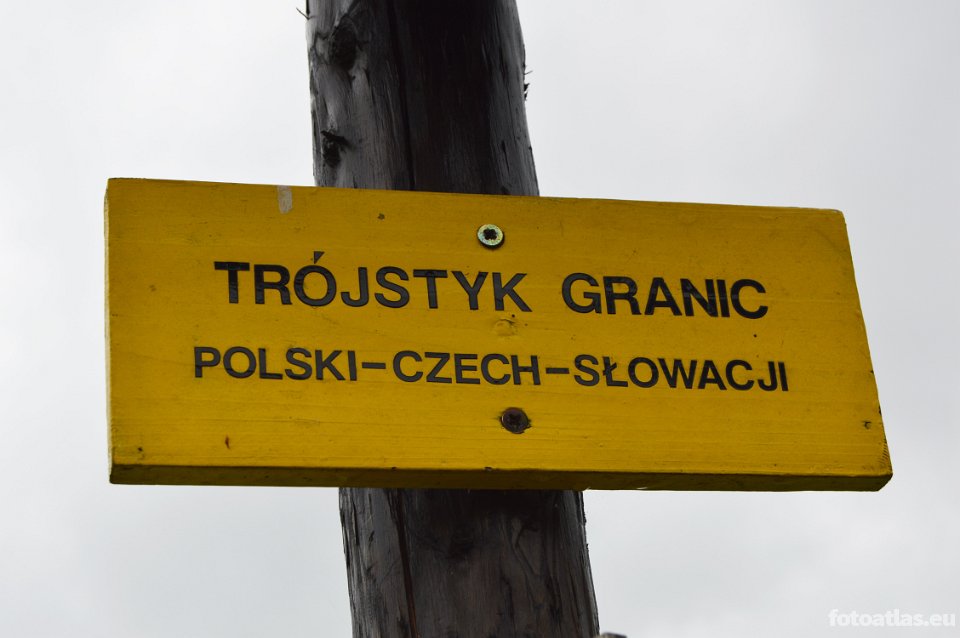 TRÓJSTYK GRANIC
POLSKI-CZECH-SŁOWACJI
fotoatlas.eu